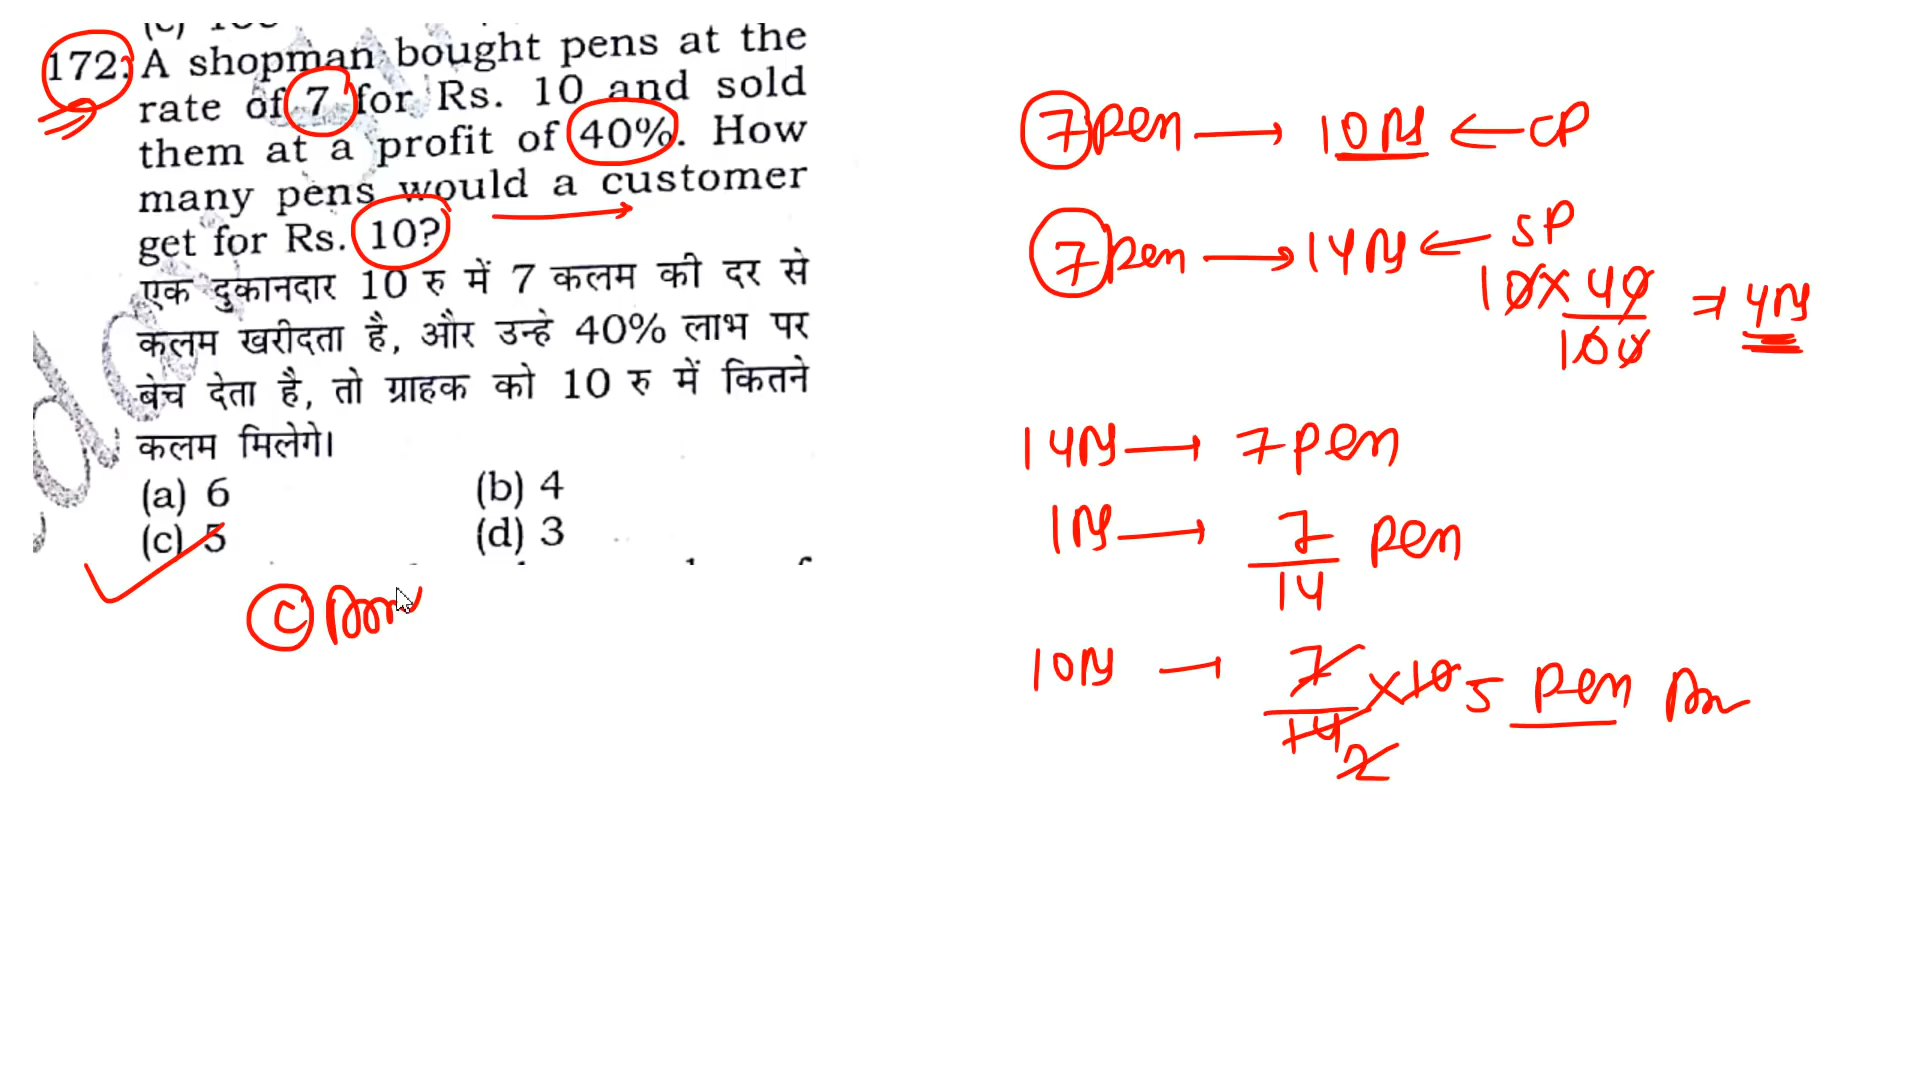 172. A shopman bought pens at the
rate of 7 for Rs. 10 and sold
them at a profit of 40%. How
many pens would a customer
get for Rs. 10?
एक दुकानदार 10 रु में 7 कलम की दर से
कलम खरीदता है, और उन्हे 40% लाभ पर
बेच देता है, तो ग्राहक को 10 रु में कितने
कलम मिलेगे।
(a) 6 (b) 4
(c) 5 (d) 3
C Ans
7 pen → 10 Rs ← CP
7 pen → 14 Rs ← SP
10 × 40
100
⇒ 4 Rs
14 Rs → 7 pen
1 Rs → 7 pen
14
10 Rs → 7 × 10 5 pen Ans
14
2